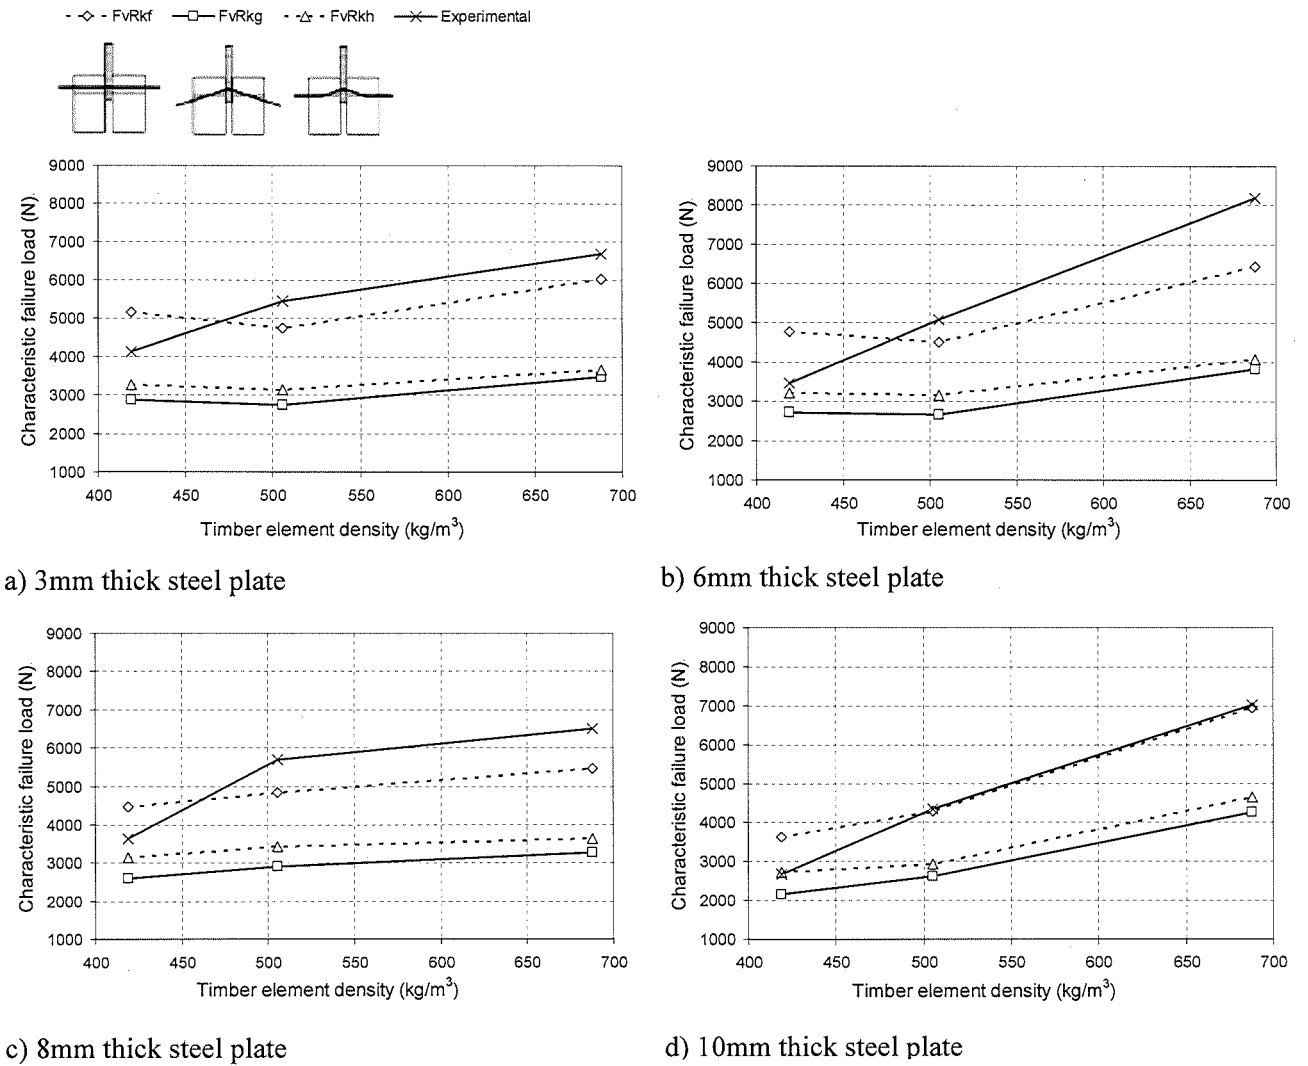 FvRkf FvRkg FvRkh Experimental
Characteristic failure load (N)
9000
8000
7000
6000
5000
4000
3000
2000
1000
400 450 500 550 600 650 700
Timber element density (kg/m³)
a) 3mm thick steel plate
Characteristic failure load (N)
9000
8000
7000
6000
5000
4000
3000
2000
1000
400 450 500 550 600 650 700
Timber element density (kg/m³)
b) 6mm thick steel plate
Characteristic failure load (N)
9000
8000
7000
6000
5000
4000
3000
2000
1000
400 450 500 550 600 650 700
Timber element density (kg/m³)
c) 8mm thick steel plate
Characteristic failure load (N)
9000
8000
7000
6000
5000
4000
3000
2000
1000
400 450 500 550 600 650 700
Timber element density (kg/m³)
d) 10mm thick steel plate